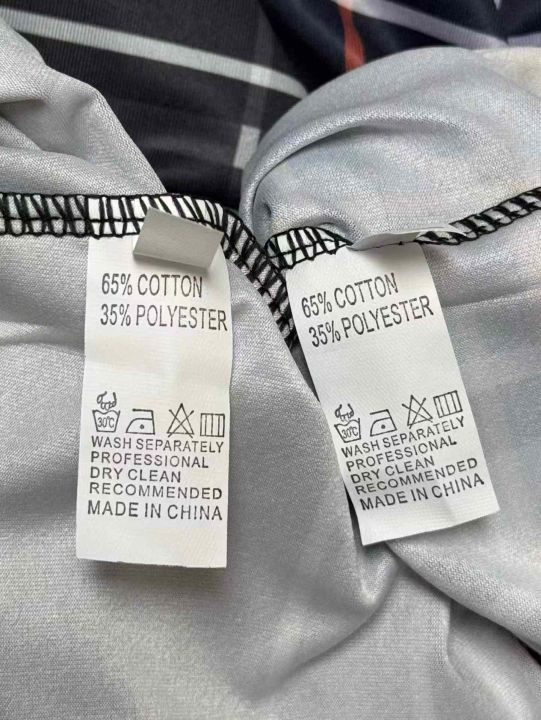 65% COTTON
35% POLYESTER
30℃
WASH SEPARATELY
PROFESSIONAL
DRY CLEAN
RECOMMENDED
MADE IN CHINA
65% COTTON
35% POLYESTER
30℃
WASH SEPARATELY
PROFESSIONAL
DRY CLEAN
RECOMMENDED
MADE IN CHINA